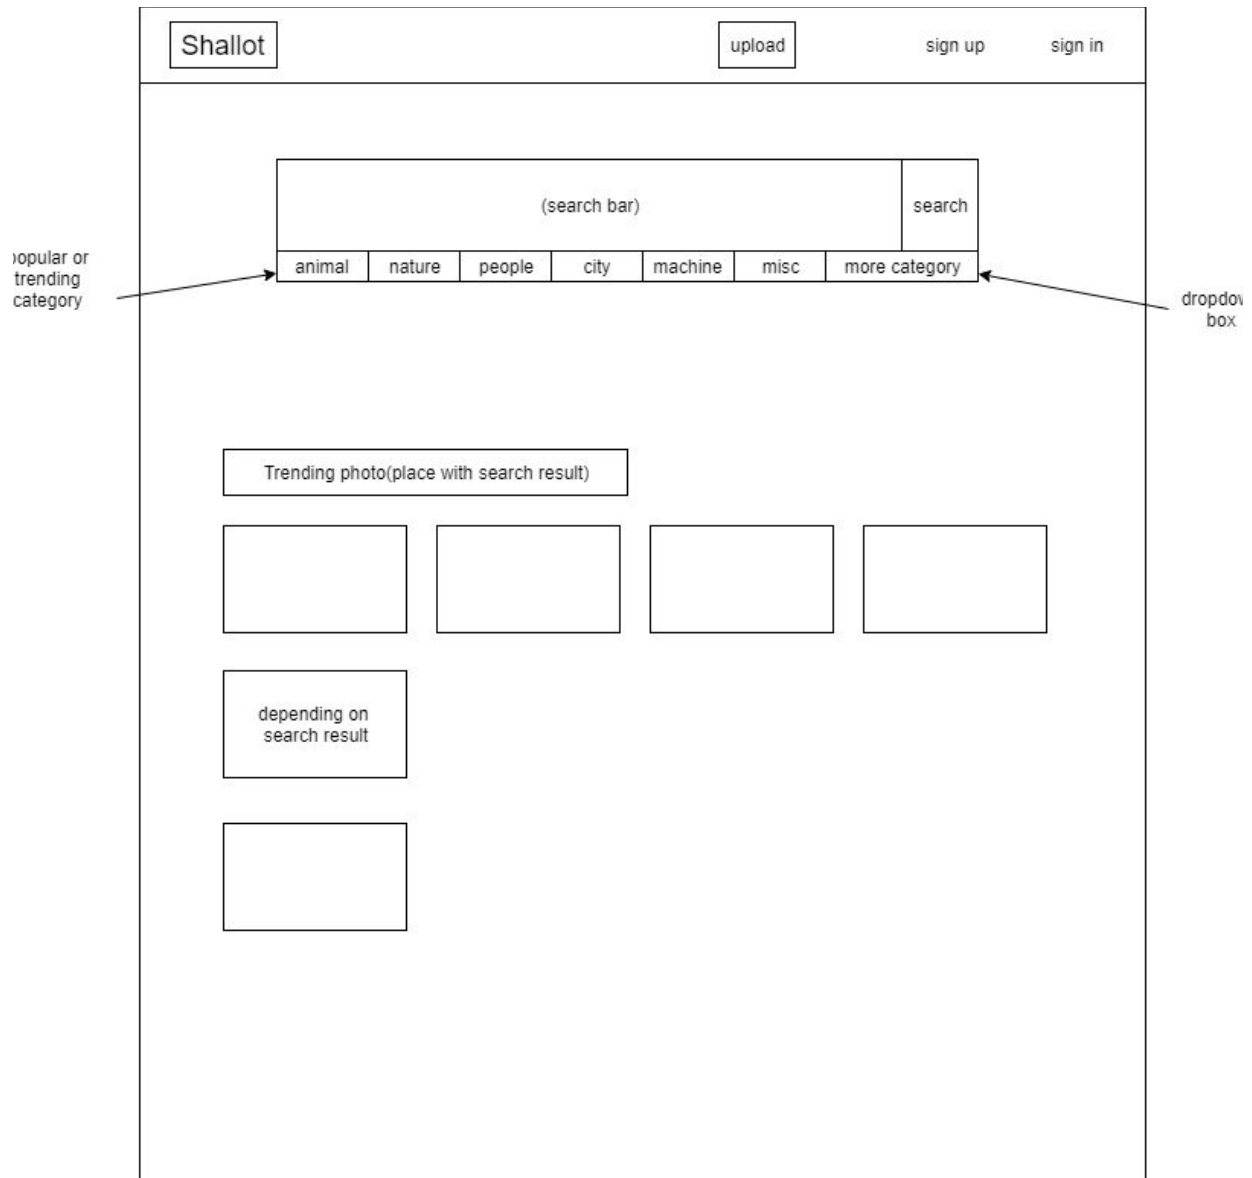 Shallot
upload
sign up
sign in
(search bar)
search
animal
nature
people
city
machine
misc
more category
trending
category
box
Trending photo(place with search result)
depending on
search result